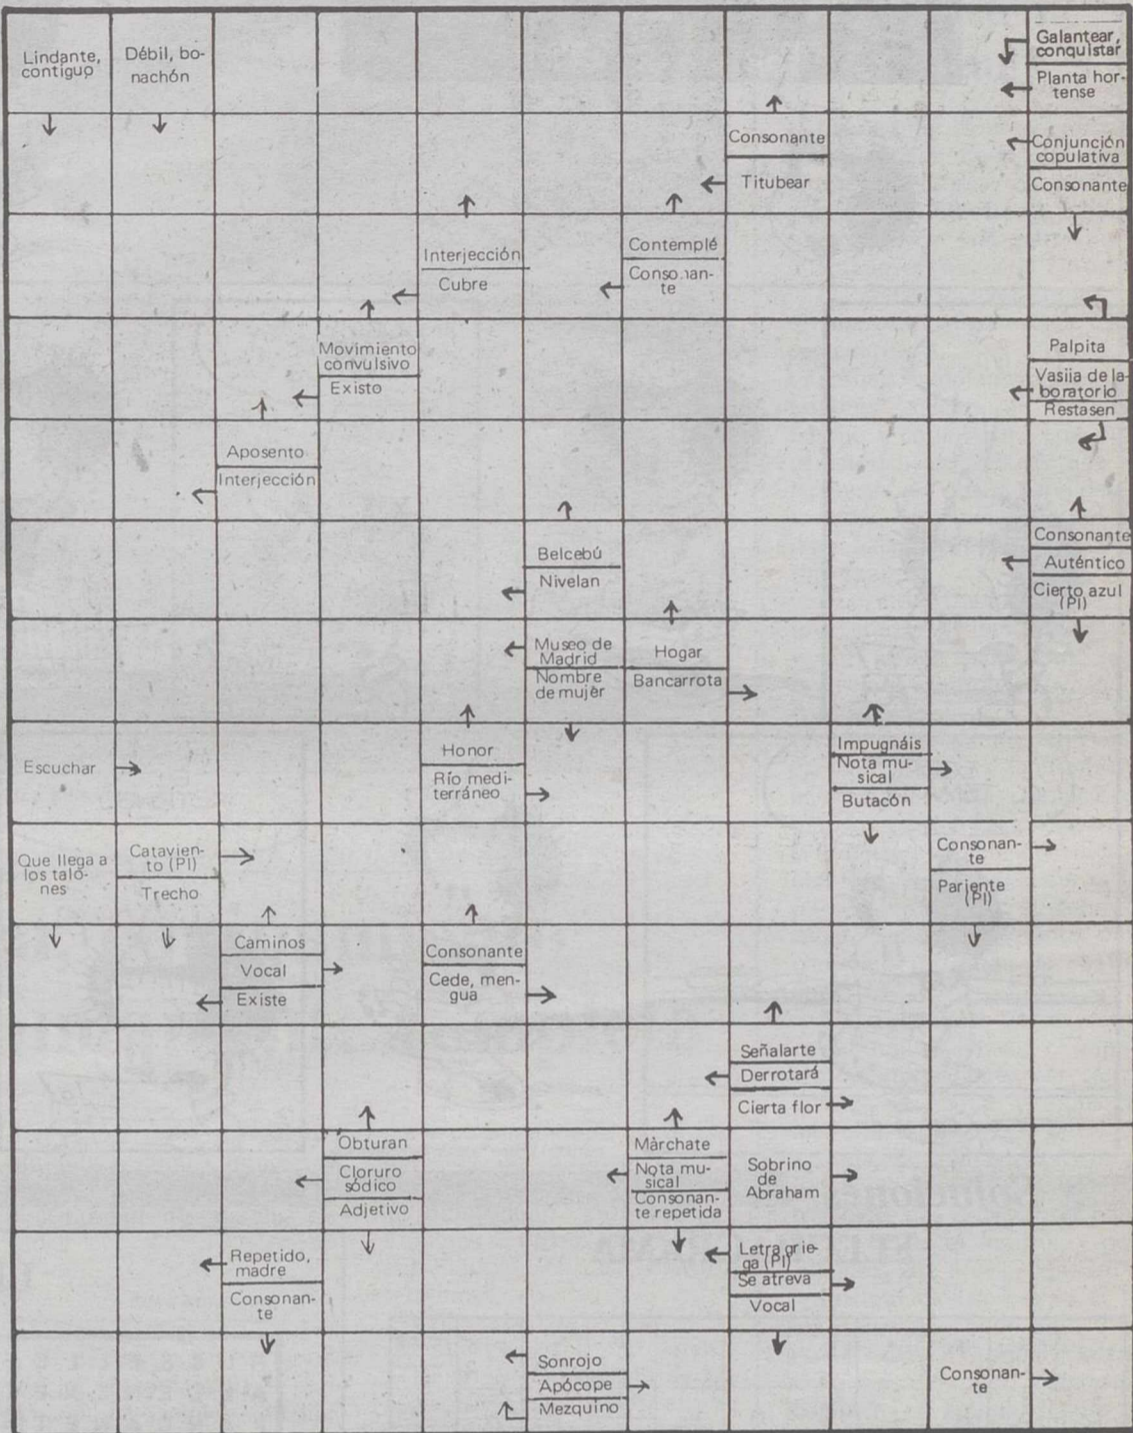 Lindante,
contiguo
Débil, bo-
nachón
Galantear,
conquistar
Planta hor-
tense
Consonante
Titubear
Conjunción
copulativa
Consonante
Interjección
Cubre
Contemplé
Consonan-
te
Movimiento
convulsivo
Existo
Palpita
Vasija de la-
boratorio
Restasen
Aposento
Interjección
Belcebú
Nivelan
Consonante
Auténtico
Cierto azul
(Pl)
Museo de
Madrid
Nombre
de mujer
Hogar
Bancarrota
Escuchar
Honor
Río medi-
terráneo
Impugnáis
Nota mu-
sical
Butacón
Que llega a
los talo-
nes
Catavien-
to (Pl)
Trecho
Consonan-
te
Pariente
(Pl)
Caminos
Vocal
Existe
Consonante
Cede, men-
gua
Señalarte
Derrotará
Cierta flor
Obturan
Cloruro
sódico
Adjetivo
Màrchate
Nota mu-
sical
Consonan-
te repetida
Sobrino
de
Abraham
Repetido,
madre
Consonan-
te
Letra grie-
ga (Pl)
Se atreva
Vocal
Sonrojo
Apócope
Mezquino
Consonan-
te